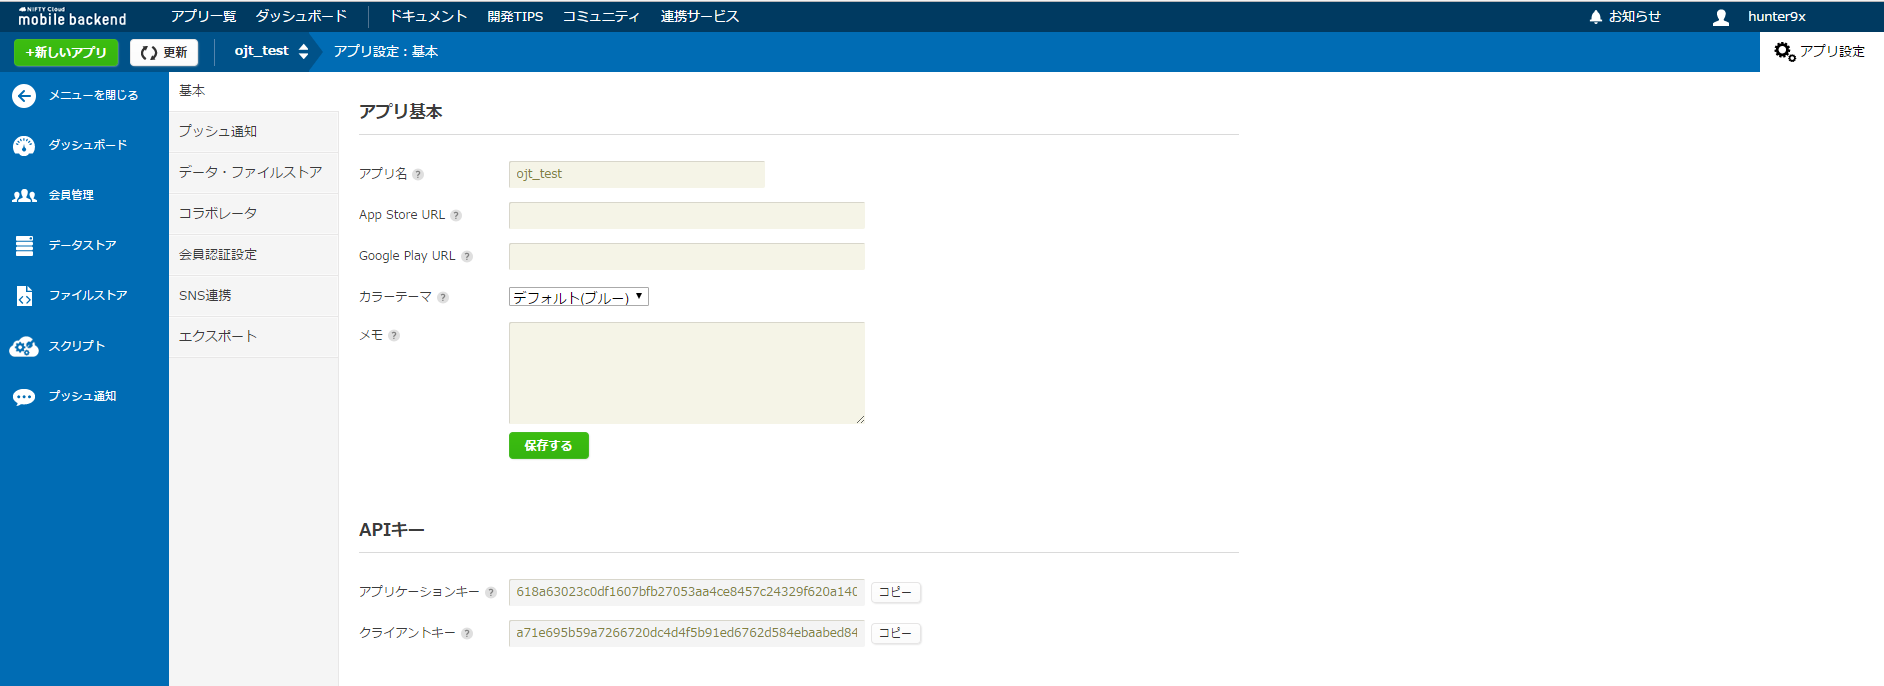 NIFTY Cloud
mobile backend
アプリ一覧 ダッシュボード ドキュメント 開発TIPS コミュニティ 連携サービス お知らせ hunter9x
+新しいアプリ 更新 ojt_test アプリ設定：基本 アプリ設定
メニューを閉じる
ダッシュボード
会員管理
データストア
ファイルストア
スクリプト
プッシュ通知
基本
プッシュ通知
データ・ファイルストア
コラボレータ
会員認証設定
SNS連携
エクスポート
アプリ基本
アプリ名 ? ojt_test
App Store URL ?
Google Play URL ?
カラーテーマ ? デフォルト(ブルー)
メモ ?
保存する
APIキー
アプリケーションキー ? 618a63023c0df1607bfb27053aa4ce8457c24329f620a140 コピー
クライアントキー ? a71e695b59a7266720dc4d4f5b91ed6762d584ebaabed84 コピー